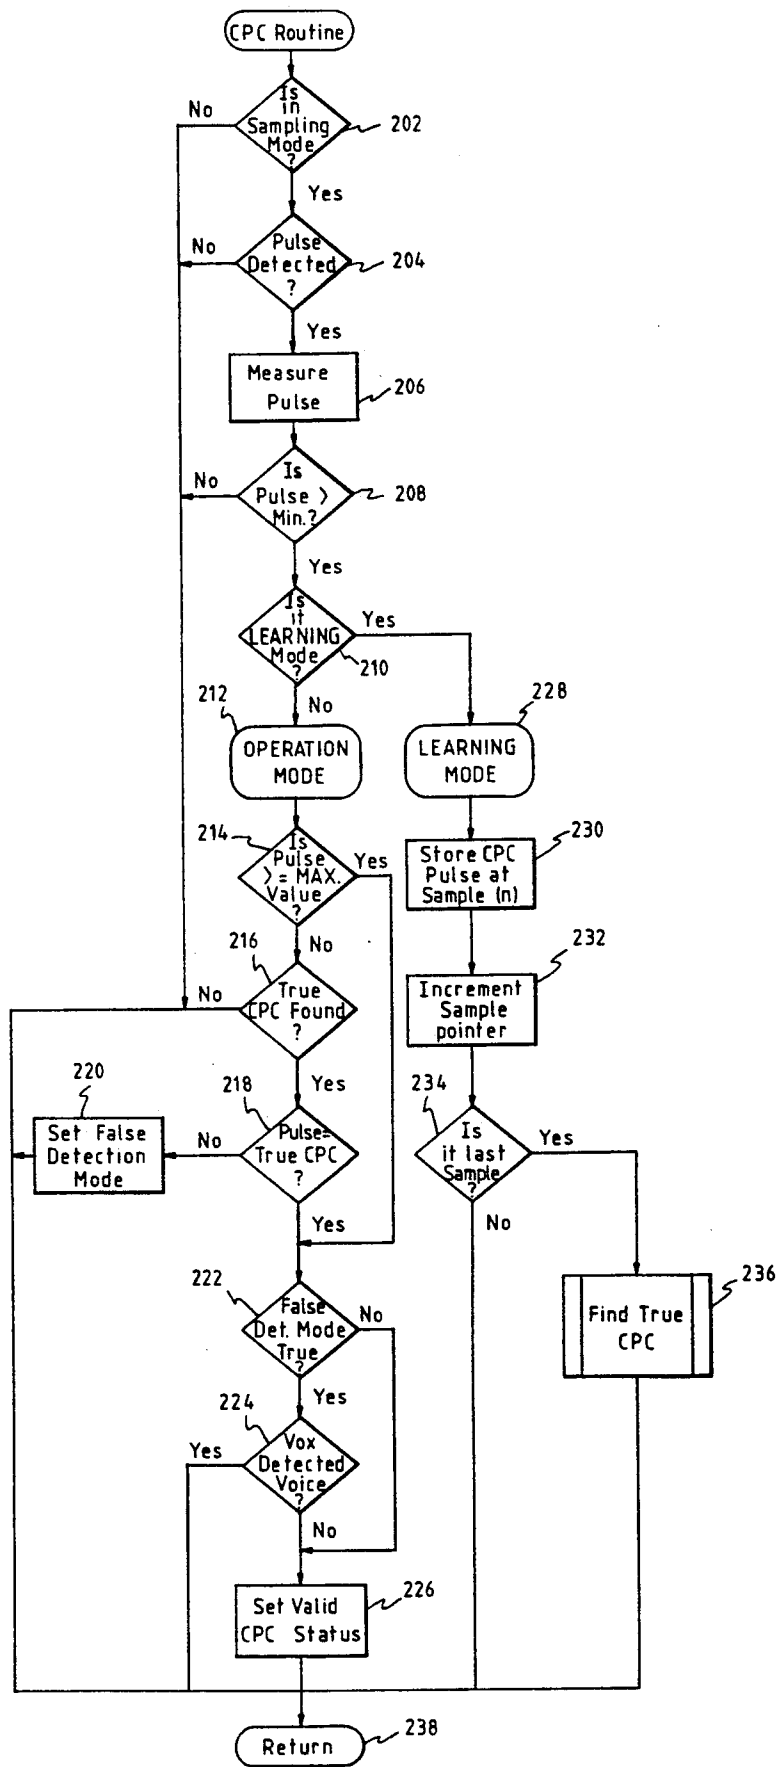 CPC Routine
Is
in
Sampling
Mode
?
202
No
Yes
Pulse
Detected
?
204
No
Yes
Measure
Pulse
206
Is
Pulse >
Min.?
208
No
Yes
Is
it
LEARNING
Mode
?
210
Yes
No
212
OPERATION
MODE
228
LEARNING
MODE
214
Is
Pulse
>= MAX.
Value
?
Yes
No
230
Store CPC
Pulse at
Sample (n)
216
True
CPC Found
?
No
Yes
232
Increment
Sample
pointer
220
Set False
Detection
Mode
218
Pulse=
True CPC
?
No
Yes
234
Is
it last
Sample
?
Yes
No
222
False
Det. Mode
True
?
No
Yes
236
Find True
CPC
224
Vox
Detected
Voice
?
Yes
No
Set Valid
CPC Status
226
Return
238